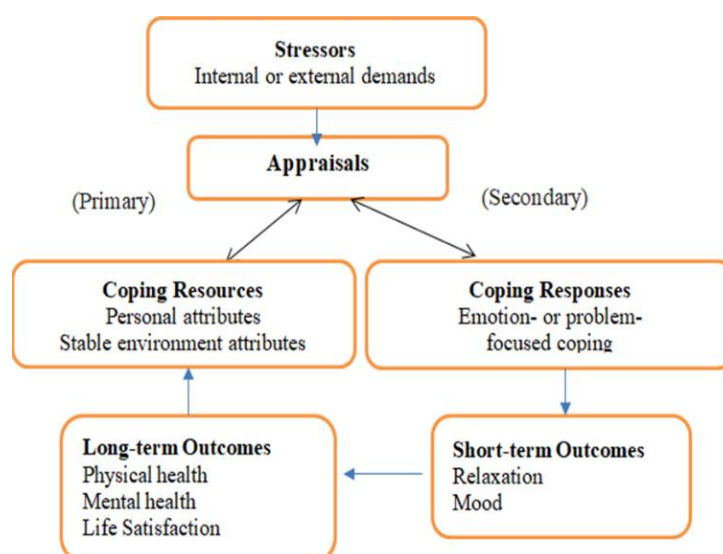 Stressors
Internal or external demands
Appraisals
(Primary)
(Secondary)
Coping Resources
Personal attributes
Stable environment attributes
Coping Responses
Emotion- or problem-
focused coping
Long-term Outcomes
Physical health
Mental health
Life Satisfaction
Short-term Outcomes
Relaxation
Mood